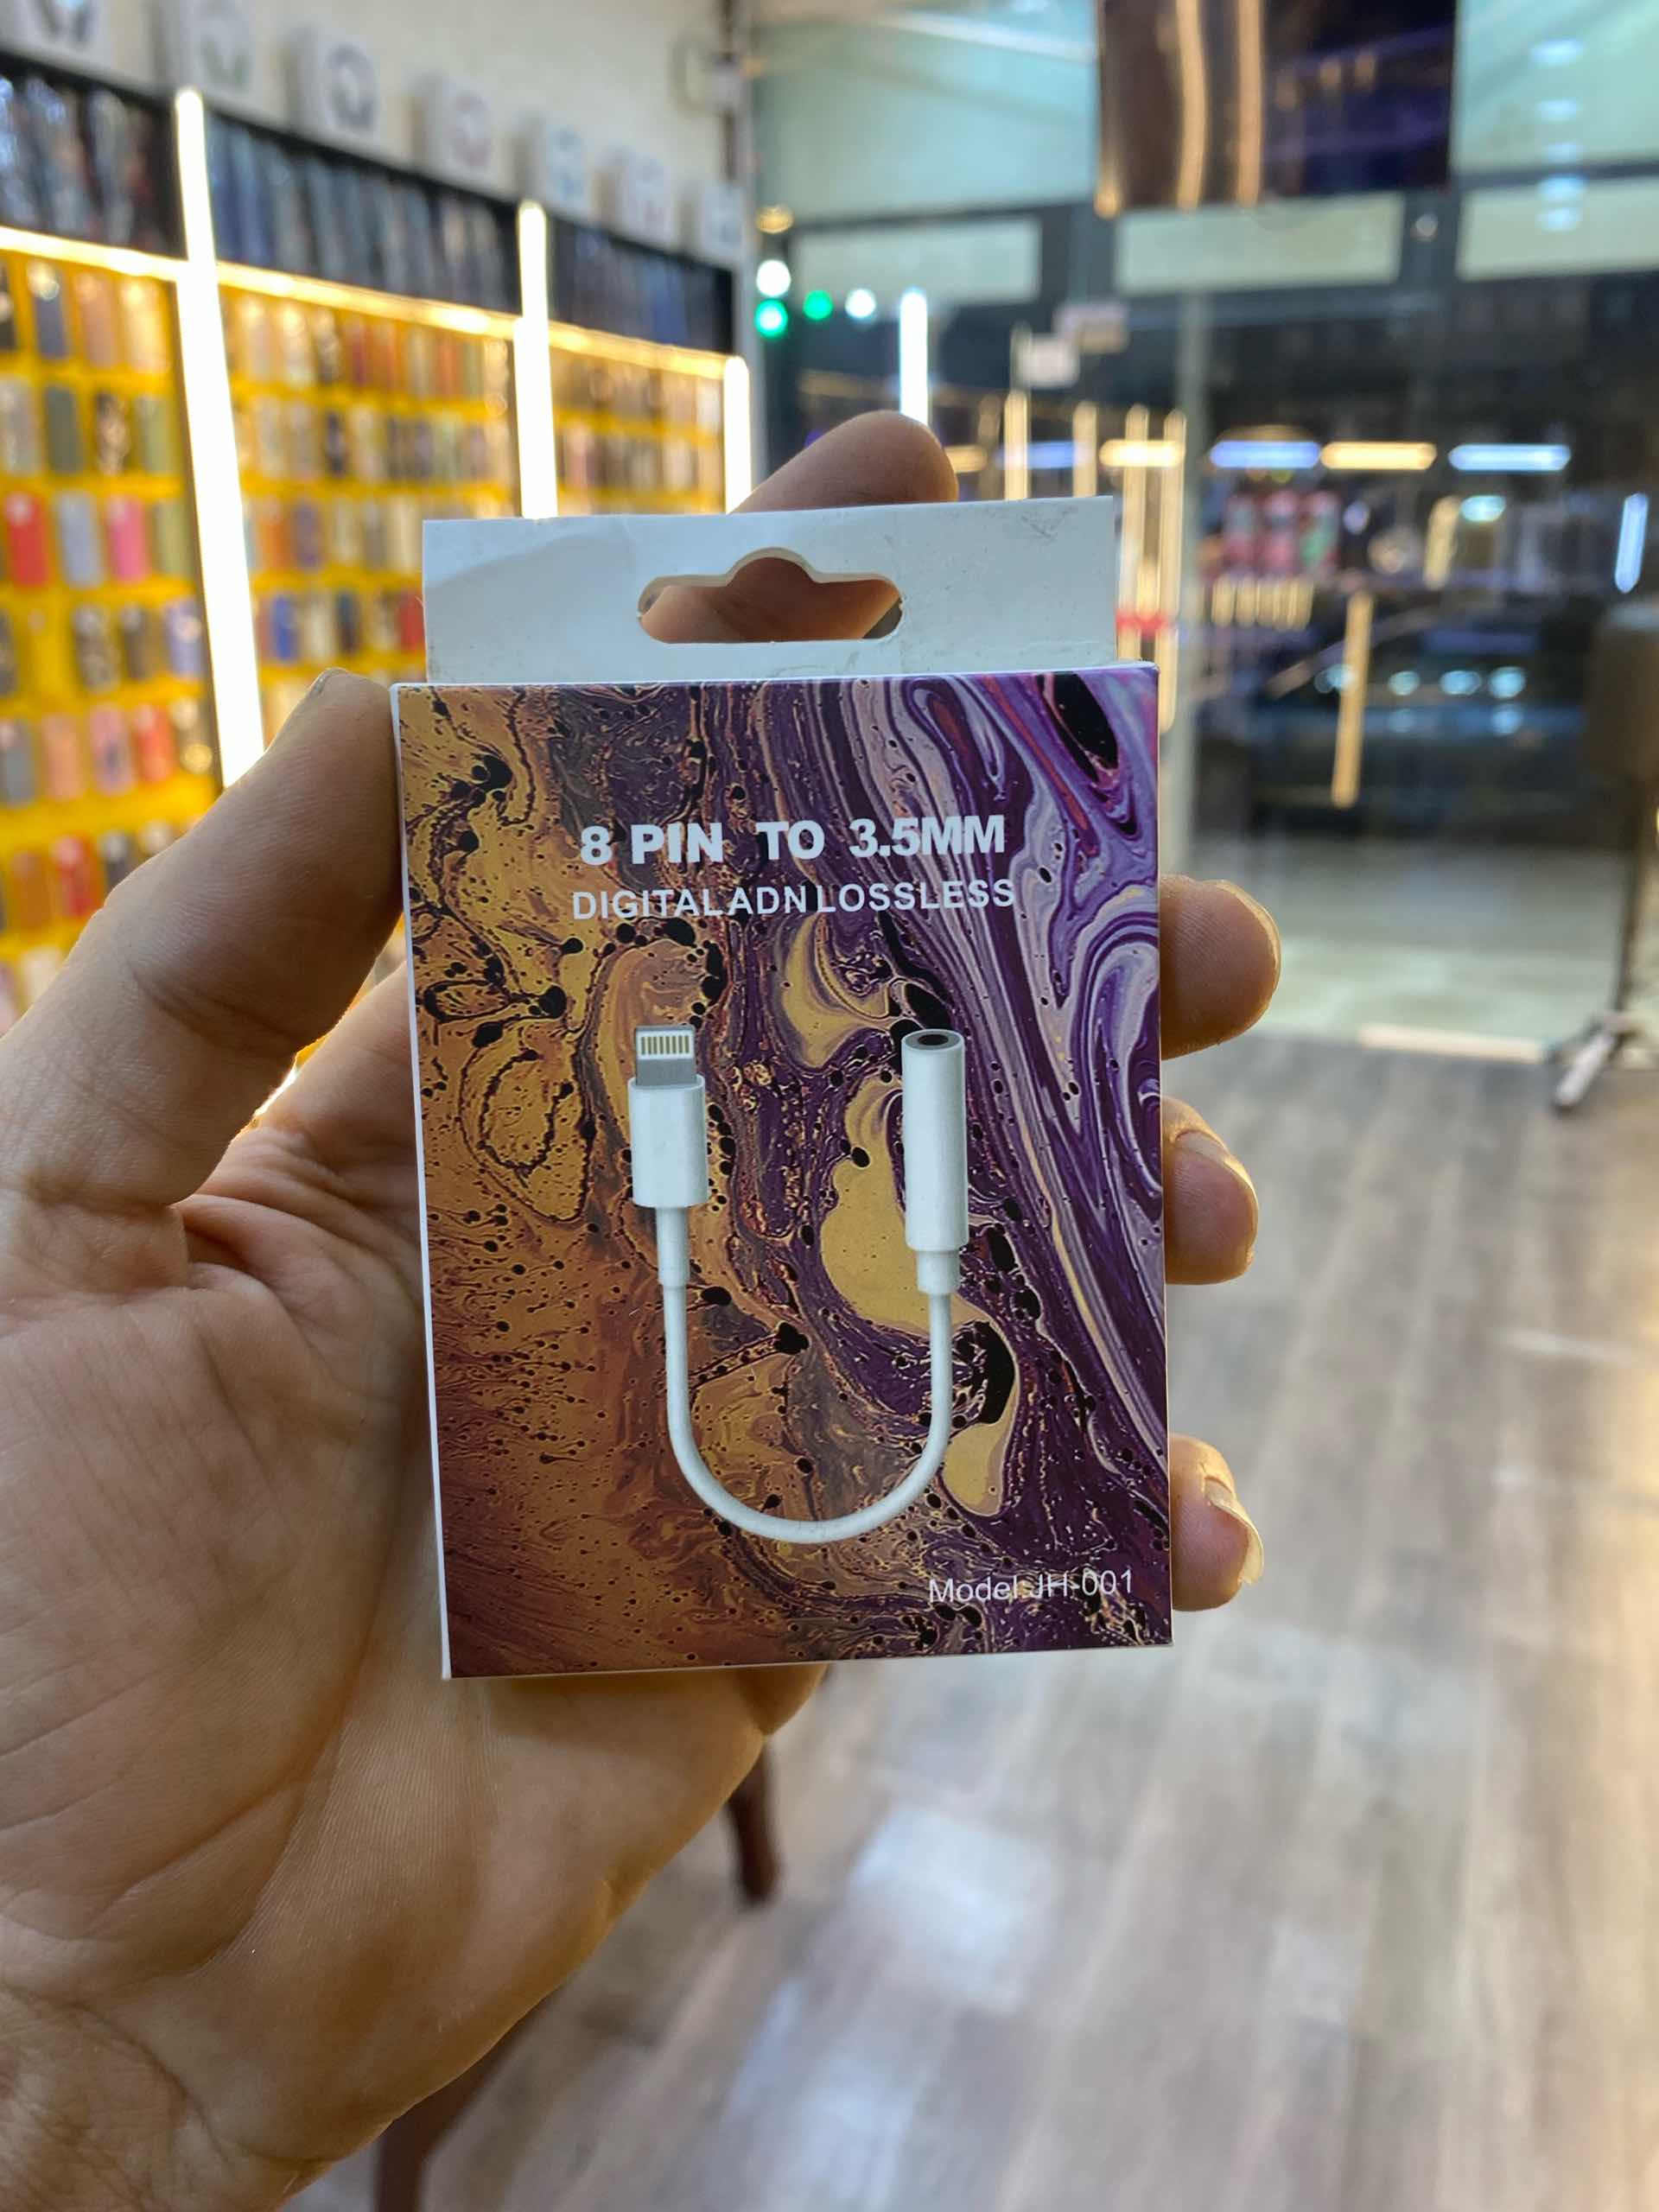 8 PIN TO 3.5MM
DIGITAL ADN LOSSLESS
Model:JH-001